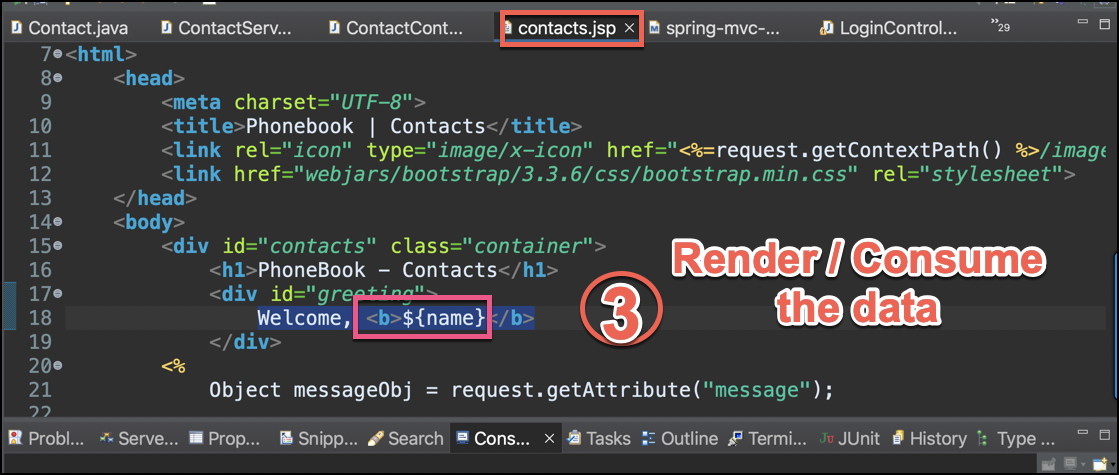 Contact.java ContactServ... ContactCont... contacts.jsp × spring-mvc-... LoginControl... »29
7 <html>
8 <head>
9 <meta charset="UTF-8">
10 <title>Phonebook | Contacts</title>
11 <link rel="icon" type="image/x-icon" href="<%=request.getContextPath() %>/image
12 <link href="webjars/bootstrap/3.3.6/css/bootstrap.min.css" rel="stylesheet">
13 </head>
14 <body>
15 <div id="contacts" class="container">
16 <h1>PhoneBook - Contacts</h1>
17 <div id="greeting">
18 Welcome, <b>${name}</b>
19 </div>
20 <%
21 Object messageObj = request.getAttribute("message");
22
3
Render / Consume
the data
Probl... Serve... Prop... Snipp... Search Cons... × Tasks Outline Termi... JUnit History Type ...